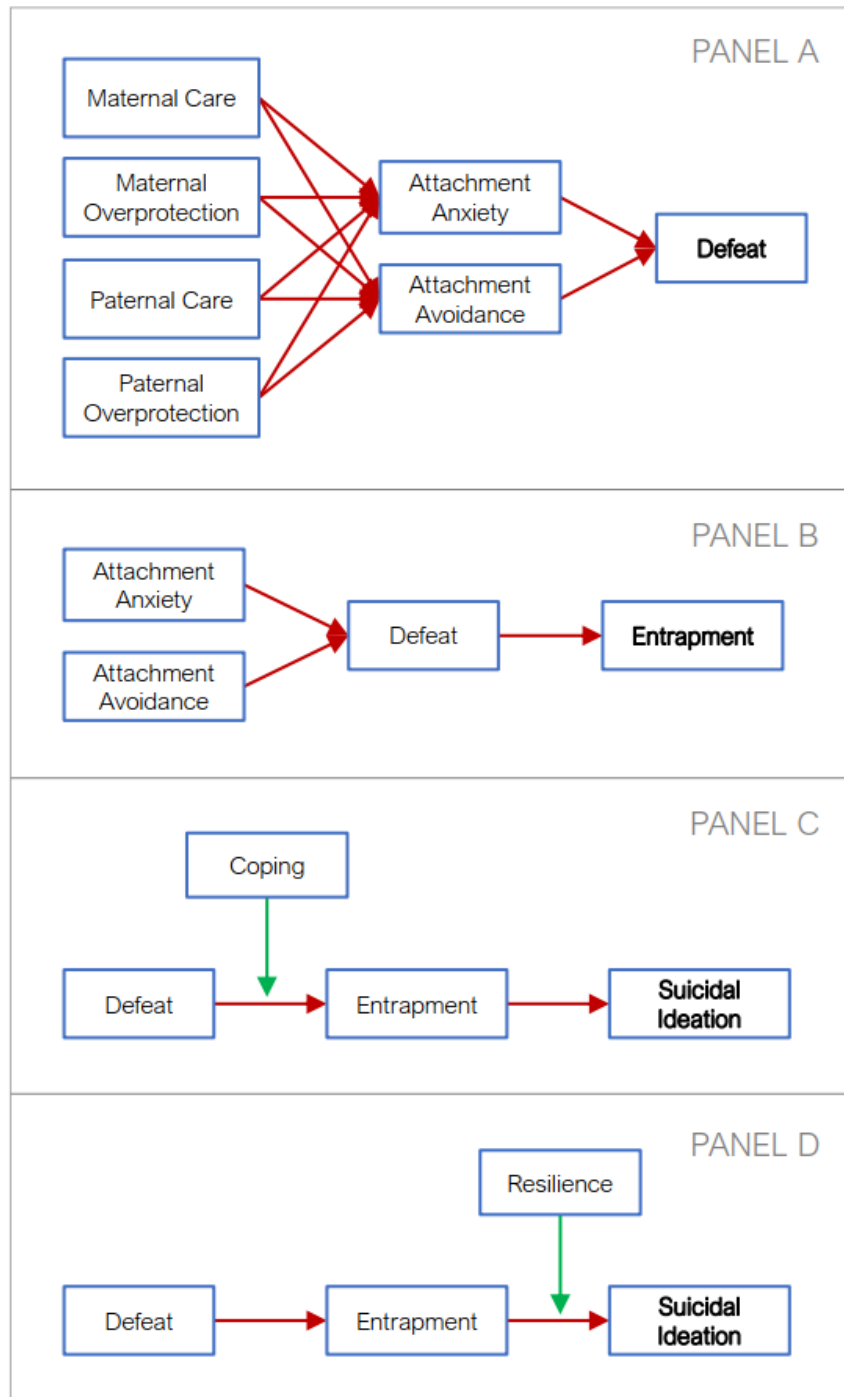 PANEL A
Maternal Care
Maternal
Overprotection
Paternal Care
Paternal
Overprotection
Attachment
Anxiety
Attachment
Avoidance
Defeat
PANEL B
Attachment
Anxiety
Attachment
Avoidance
Defeat
Entrapment
PANEL C
Coping
Defeat
Entrapment
Suicidal
Ideation
PANEL D
Resilience
Defeat
Entrapment
Suicidal
Ideation